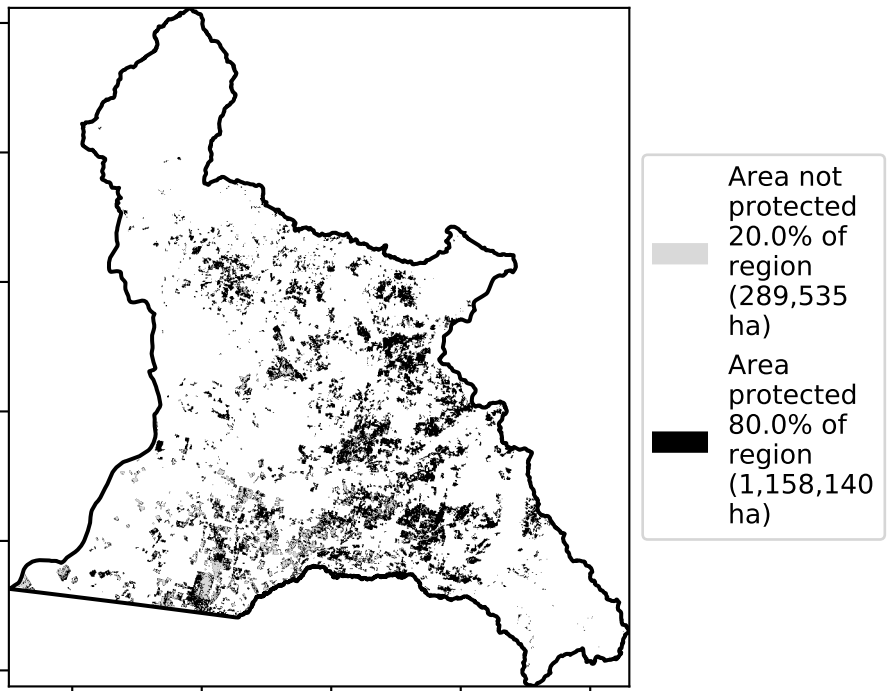 Area not
protected
20.0% of
region
(289,535
ha)
Area
protected
80.0% of
region
(1,158,140
ha)